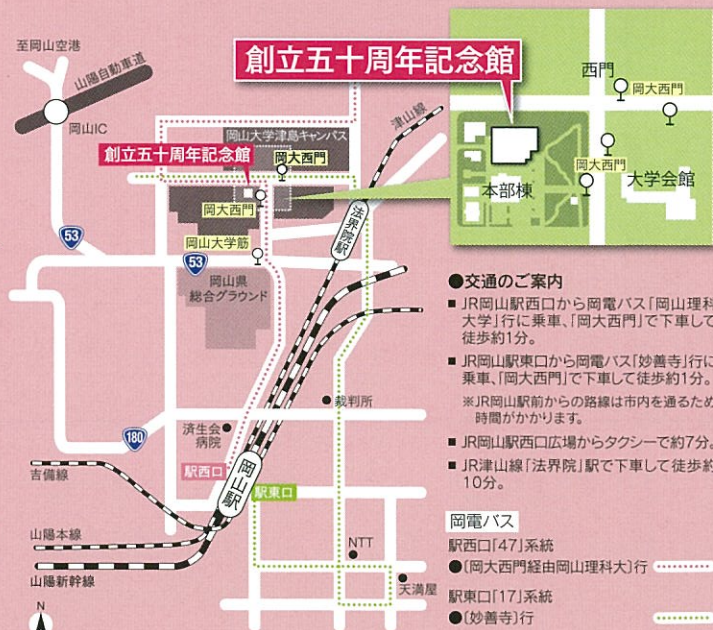 至岡山空港
山陽自動車道
岡山IC
創立五十周年記念館
岡山大学津島キャンパス
津山線
創立五十周年記念館
岡大西門
岡大西門
岡山大学筋
法界院駅
53
53
岡山県
総合グラウンド
西門
岡大西門
岡大西門
本部棟
大学会館
裁判所
済生会
病院
180
駅西口
岡山駅
吉備線
駅東口
山陽本線
NTT
山陽新幹線
天満屋
N
●交通のご案内
■ JR岡山駅西口から岡電バス「岡山理科
大学」行に乗車、「岡大西門」で下車して
徒歩約1分。
■ JR岡山駅東口から岡電バス「妙善寺」行に
乗車、「岡大西門」で下車して徒歩約1分。
※JR岡山駅前からの路線は市内を通るため
時間がかかります。
■ JR岡山駅西口広場からタクシーで約7分。
■ JR津山線「法界院」駅で下車して徒歩約
10分。
岡電バス
駅西口「47」系統
●〔岡大西門経由岡山理科大〕行
駅東口「17」系統
●〔妙善寺〕行